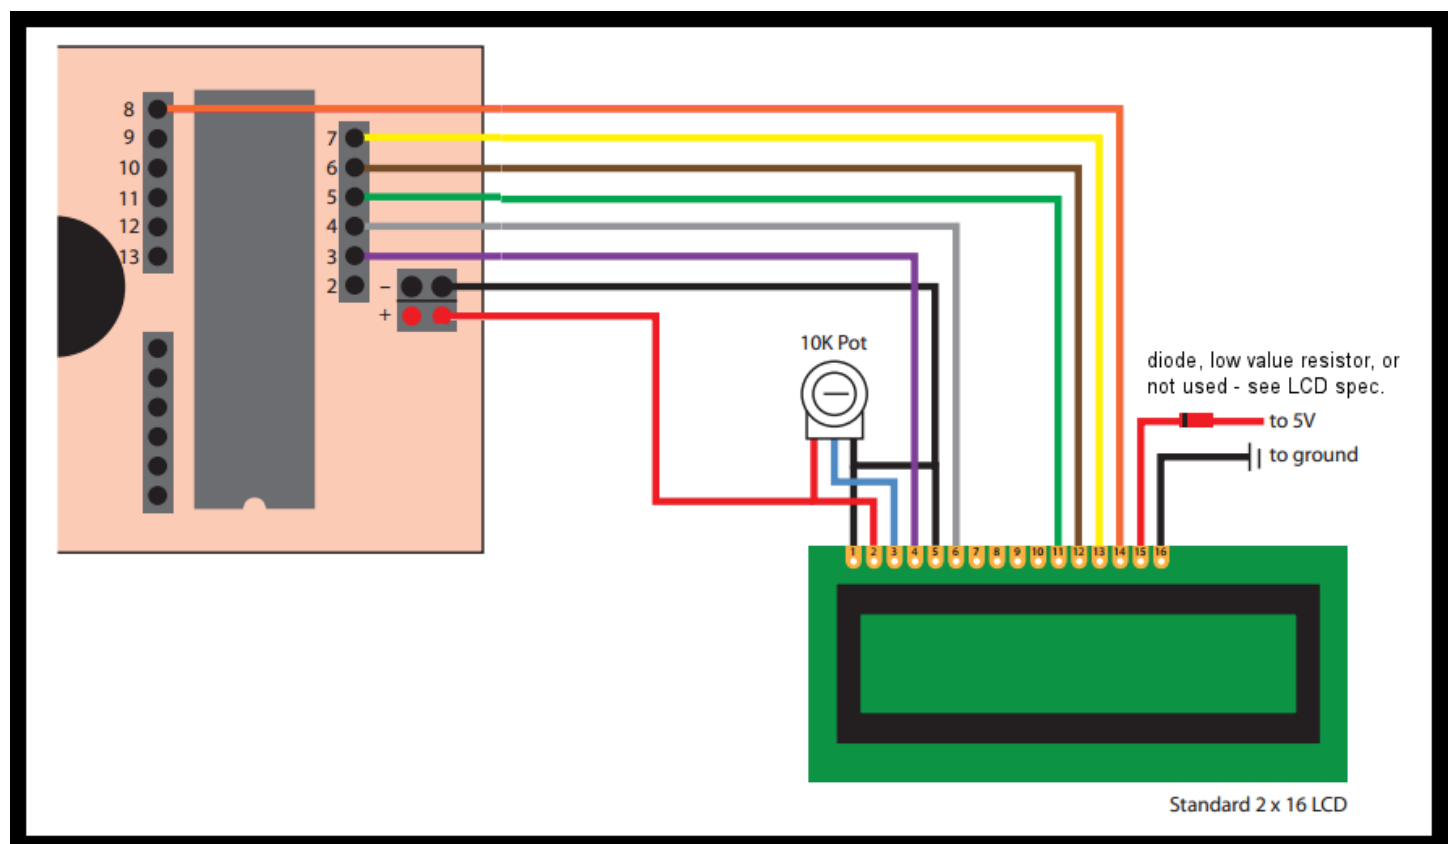 8
9
10
11
12
13
7
6
5
4
3
2
–
+
10K Pot
diode, low value resistor, or
not used - see LCD spec.
to 5V
to ground
1 2 3 4 5 6 7 8 9 10 11 12 13 14 15 16
Standard 2 x 16 LCD